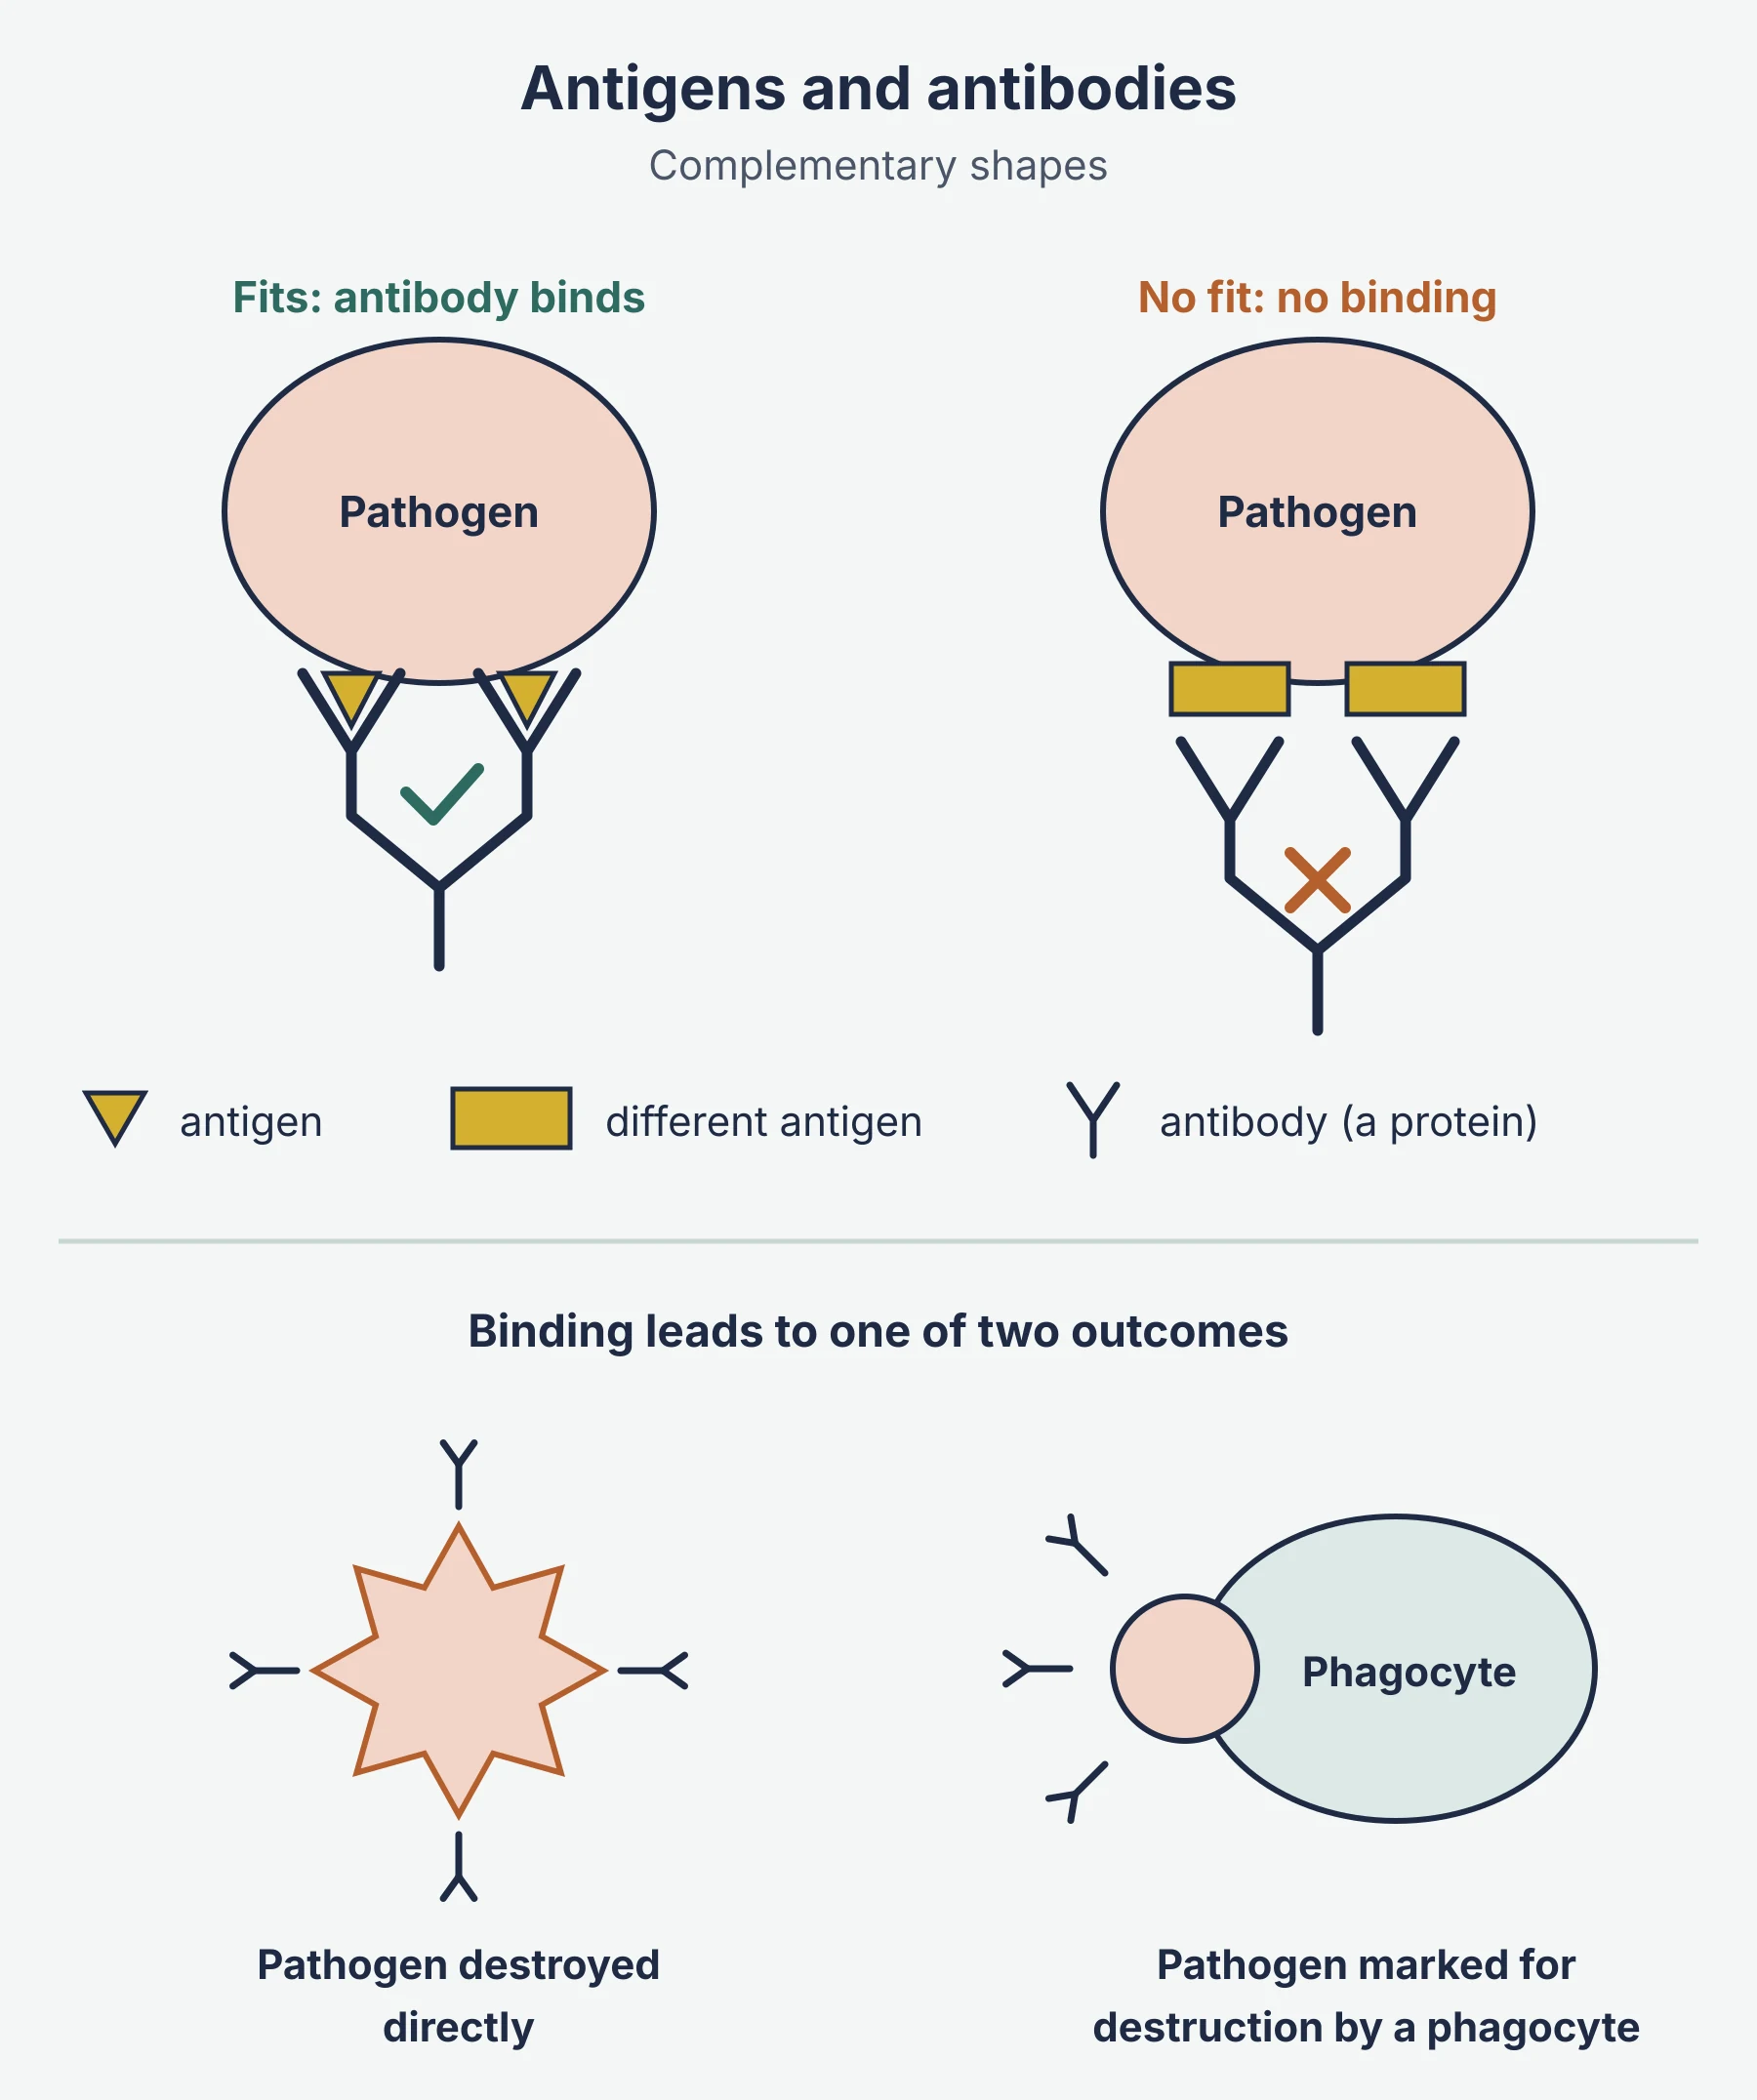 Antigens and antibodies
Complementary shapes
Fits: antibody binds
No fit: no binding
Pathogen
Pathogen
antigen
different antigen
antibody (a protein)
Binding leads to one of two outcomes
Phagocyte
Pathogen destroyed
directly
Pathogen marked for
destruction by a phagocyte